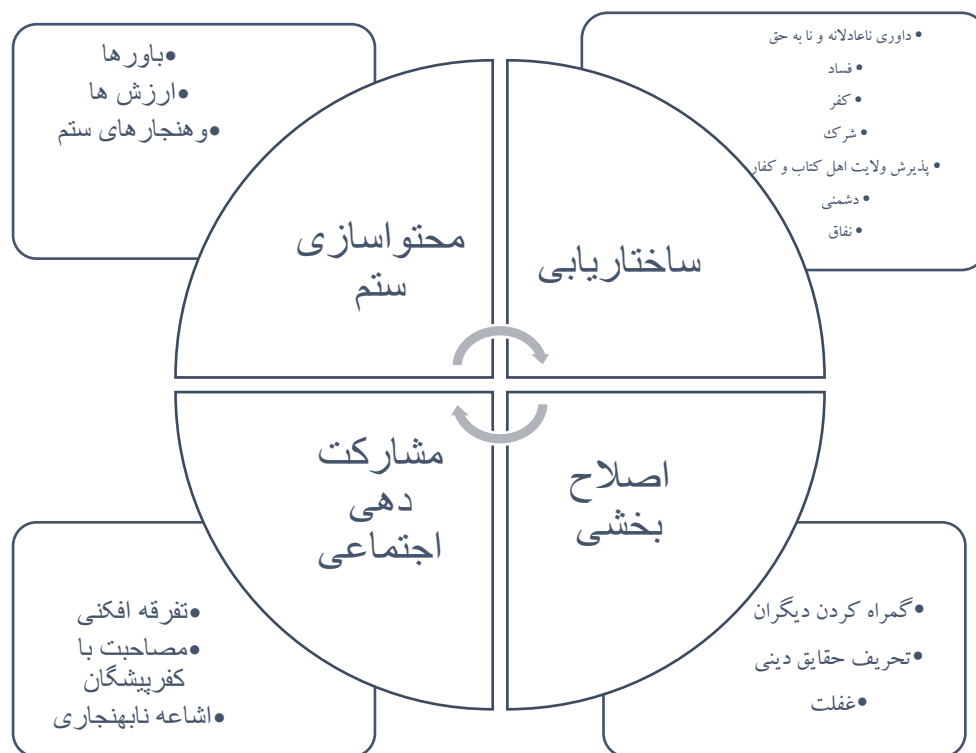 • داوری ناعادلانه و نا به حق
• فساد
• کفر
• شرک
• پذیرش ولایت اهل کتاب و کفار
• دشمنی
• نفاق
ساختاریابی
•باورها
•ارزش ها
•وهنجارهای ستم
محتواسازی
ستم
اصلاح
بخشی
•گمراه کردن دیگران
•تحریف حقایق دینی
•غفلت
مشارکت
دهی
اجتماعی
•تفرقه افکنی
•مصاحبت با
کفرپیشگان
•اشاعه نابهنجاری